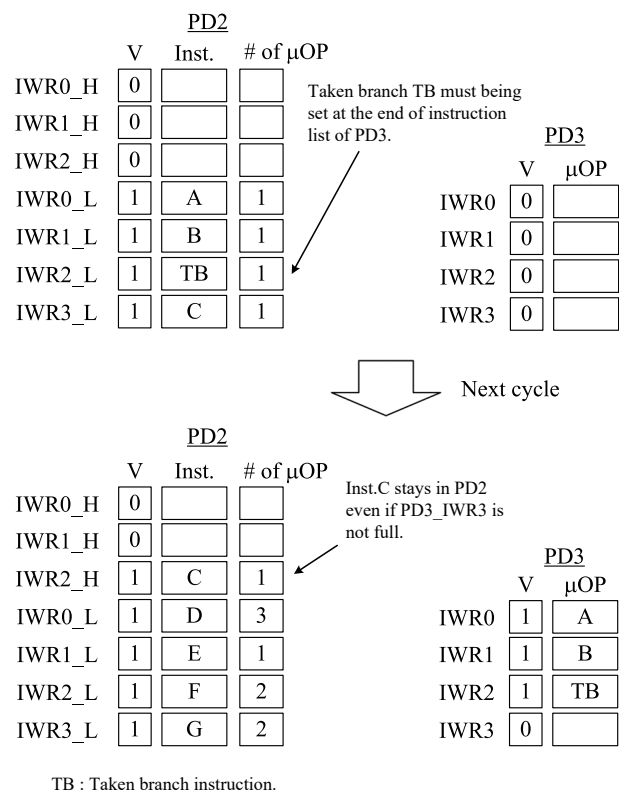 PD2
V Inst. # of μOP
IWR0_H 0
IWR1_H 0
IWR2_H 0
IWR0_L 1 A 1
IWR1_L 1 B 1
IWR2_L 1 TB 1
IWR3_L 1 C 1
Taken branch TB must being
set at the end of instruction
list of PD3.
PD3
V μOP
IWR0 0
IWR1 0
IWR2 0
IWR3 0
Next cycle
PD2
V Inst. # of μOP
IWR0_H 0
IWR1_H 0
IWR2_H 1 C 1
IWR0_L 1 D 3
IWR1_L 1 E 1
IWR2_L 1 F 2
IWR3_L 1 G 2
Inst.C stays in PD2
even if PD3_IWR3 is
not full.
PD3
V μOP
IWR0 1 A
IWR1 1 B
IWR2 1 TB
IWR3 0
TB : Taken branch instruction.